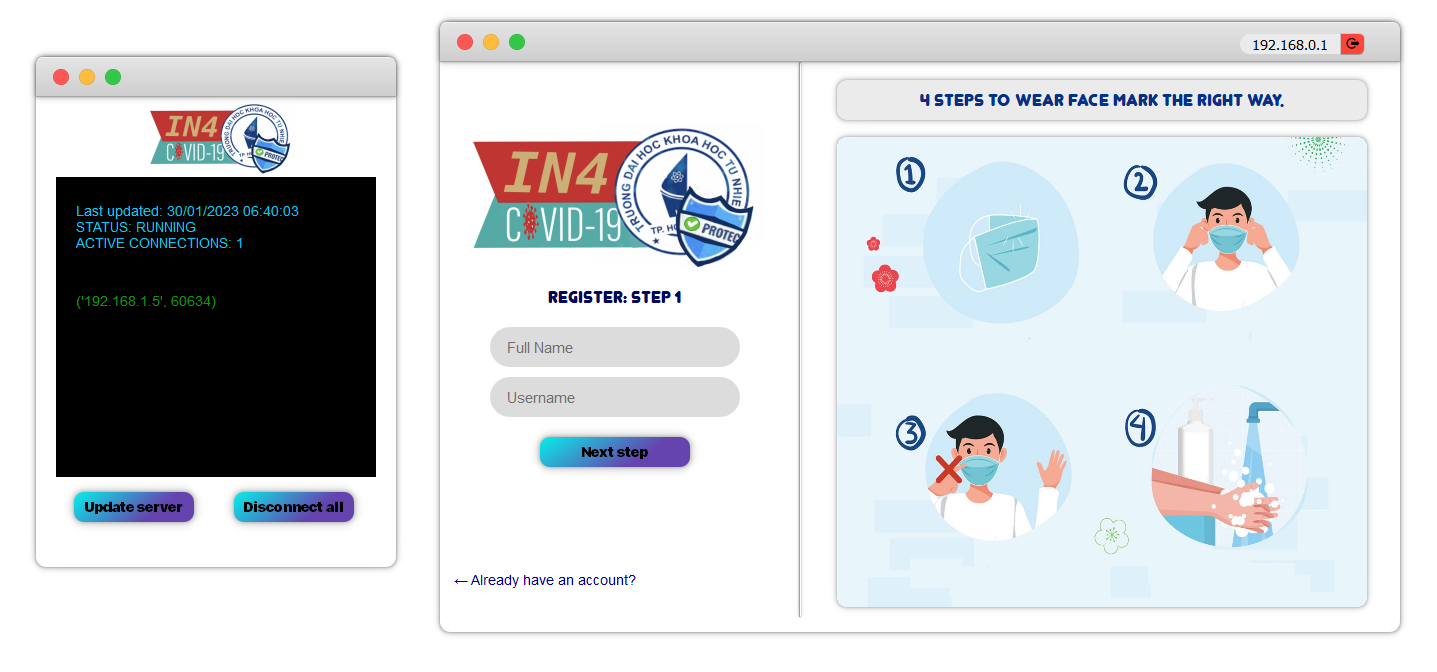 IN4
COVID-19
TRUONG DAI HOC KHOA HOC TU NHIE
TP. H
PROTEC
Last updated: 30/01/2023 06:40:03
STATUS: RUNNING
ACTIVE CONNECTIONS: 1
('192.168.1.5', 60634)
Update server
Disconnect all
192.168.0.1
IN4
COVID-19
TRUONG DAI HOC KHOA HOC TU NHIE
TP. HO
PROTEC
REGISTER: STEP 1
Full Name
Username
Next step
← Already have an account?
4 STEPS TO WEAR FACE MARK THE RIGHT WAY.
1
2
3
4